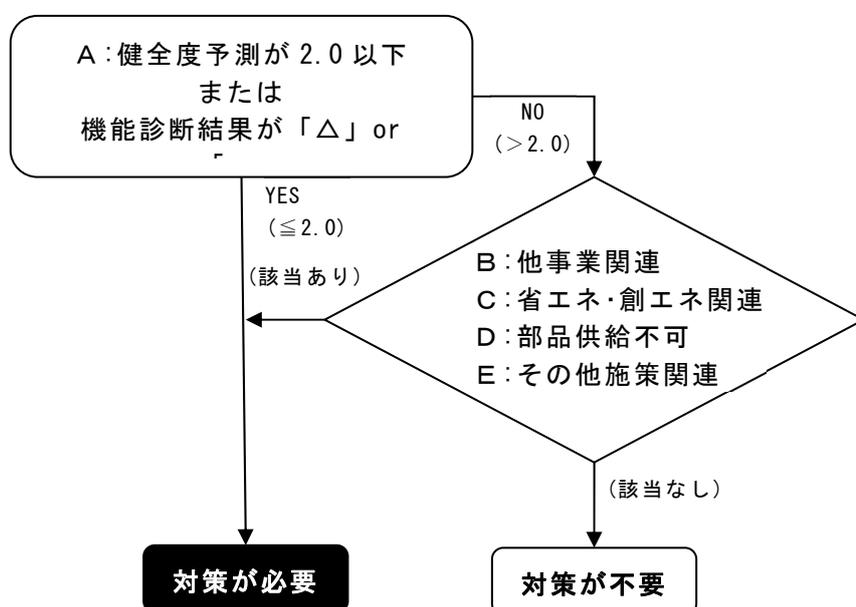 A:健全度予測が 2.0 以下
または
機能診断結果が「△」or
「
NO
(＞2.0)
YES
(≦2.0)
(該当あり)
B:他事業関連
C:省エネ･創エネ関連
D:部品供給不可
E:その他施策関連
(該当なし)
対策が必要
対策が不要